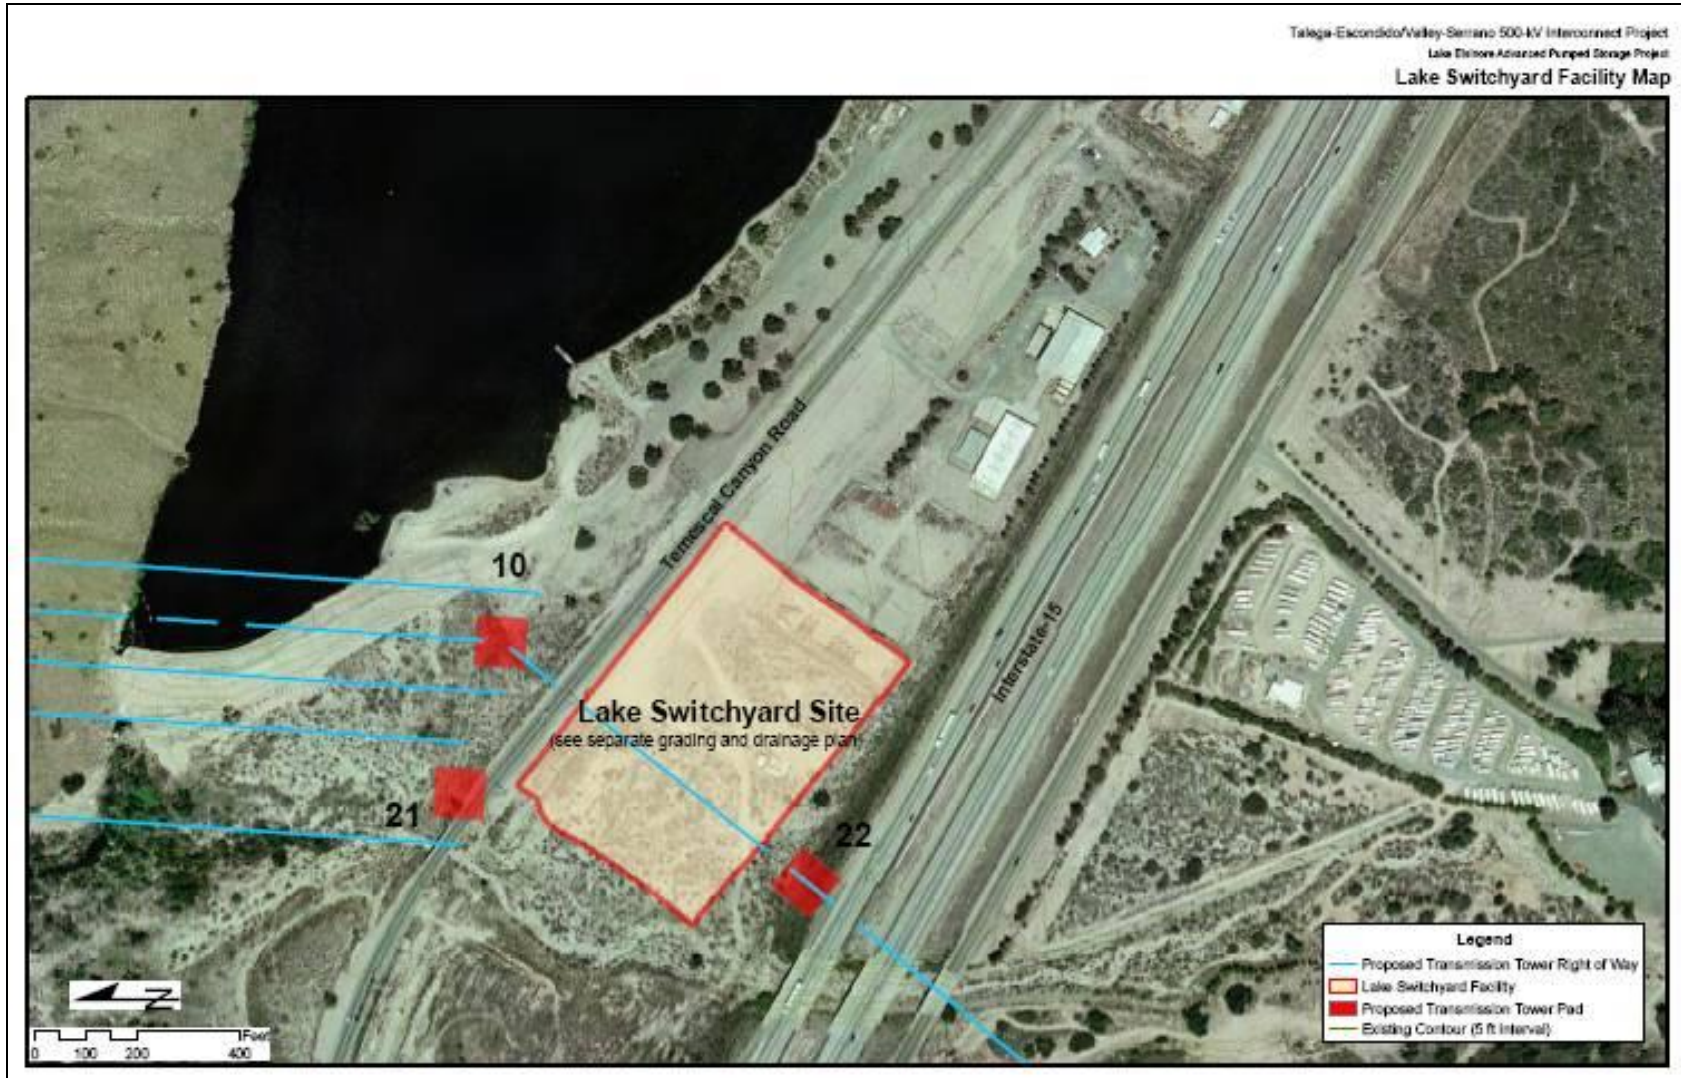 Talega-Escondido/Valley-Serrano 500-kV Interconnect Project
Lake Elsinore Advanced Pumped Storage Project
Lake Switchyard Facility Map
Temescal Canyon Road
10
Interstate-15
Lake Switchyard Site
(see separate grading and drainage plan)
21
22
N
Feet
0 100 200 400
Legend
Proposed Transmission Tower Right of Way
Lake Switchyard Facility
Proposed Transmission Tower Pad
Existing Contour (5 ft Interval)